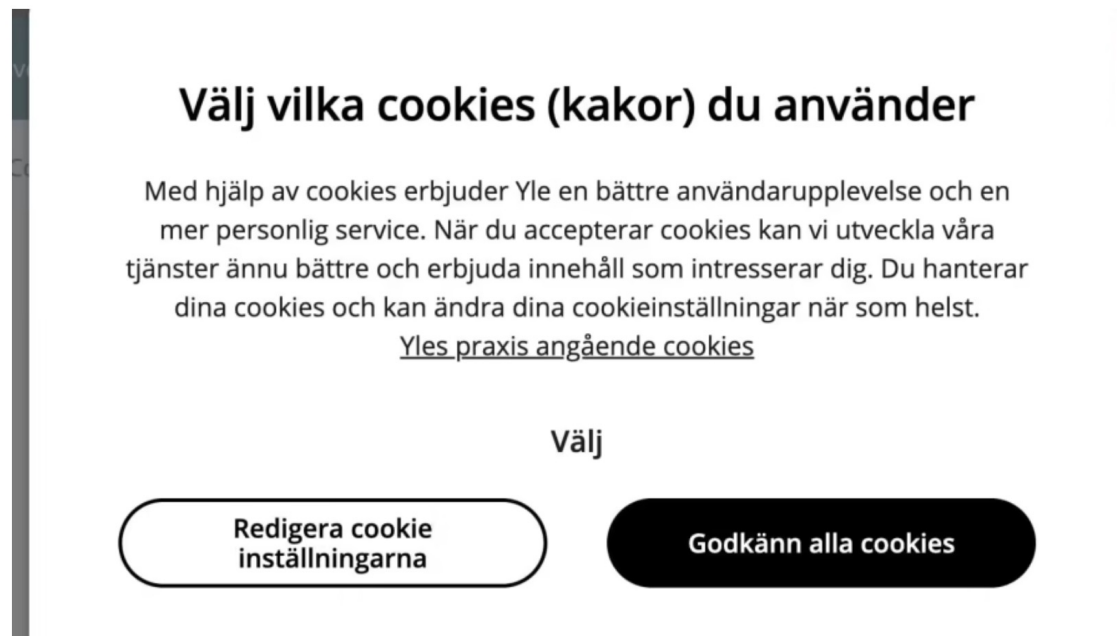 Välj vilka cookies (kakor) du använder
Med hjälp av cookies erbjuder Yle en bättre användarupplevelse och en
mer personlig service. När du accepterar cookies kan vi utveckla våra
tjänster ännu bättre och erbjuda innehåll som intresserar dig. Du hanterar
dina cookies och kan ändra dina cookieinställningar när som helst.
Yles praxis angående cookies
Välj
Redigera cookie
inställningarna
Godkänn alla cookies